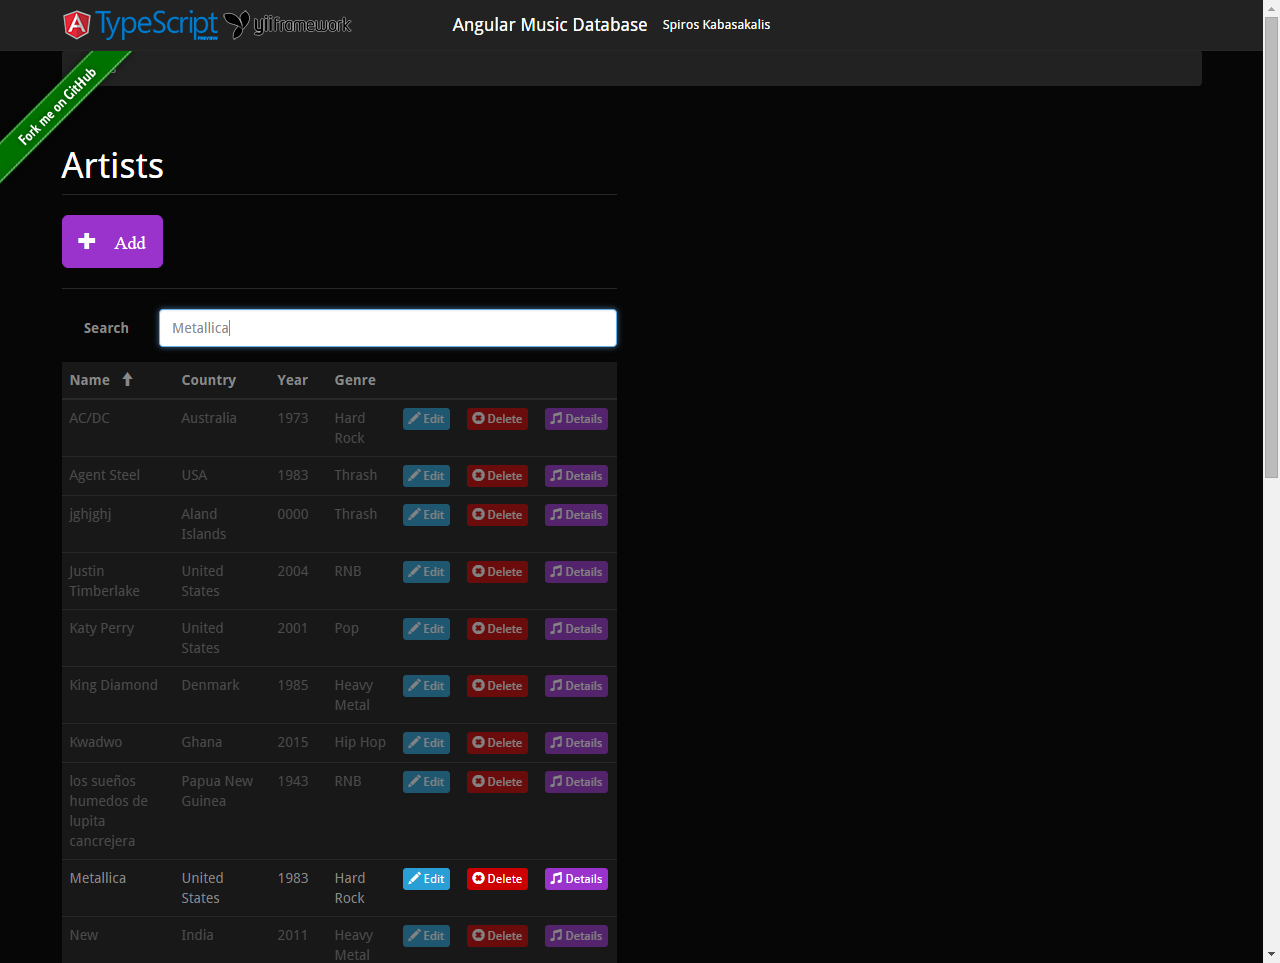 TypeScript PREVIEW yiiframework Angular Music Database Spiros Kabasakalis
Fork me on GitHub
Artists
Add
Search Metallica
Name Country Year Genre
AC/DC Australia 1973 Hard Edit Delete Details
Rock
Agent Steel USA 1983 Thrash Edit Delete Details
jghjghj Aland 0000 Thrash Edit Delete Details
Islands
Justin United 2004 RNB Edit Delete Details
Timberlake States
Katy Perry United 2001 Pop Edit Delete Details
States
King Diamond Denmark 1985 Heavy Edit Delete Details
Metal
Kwadwo Ghana 2015 Hip Hop Edit Delete Details
los sueños Papua New 1943 RNB Edit Delete Details
humedos de Guinea
lupita
cancrejera
Metallica United 1983 Hard Edit Delete Details
States Rock
New India 2011 Heavy Edit Delete Details
Metal